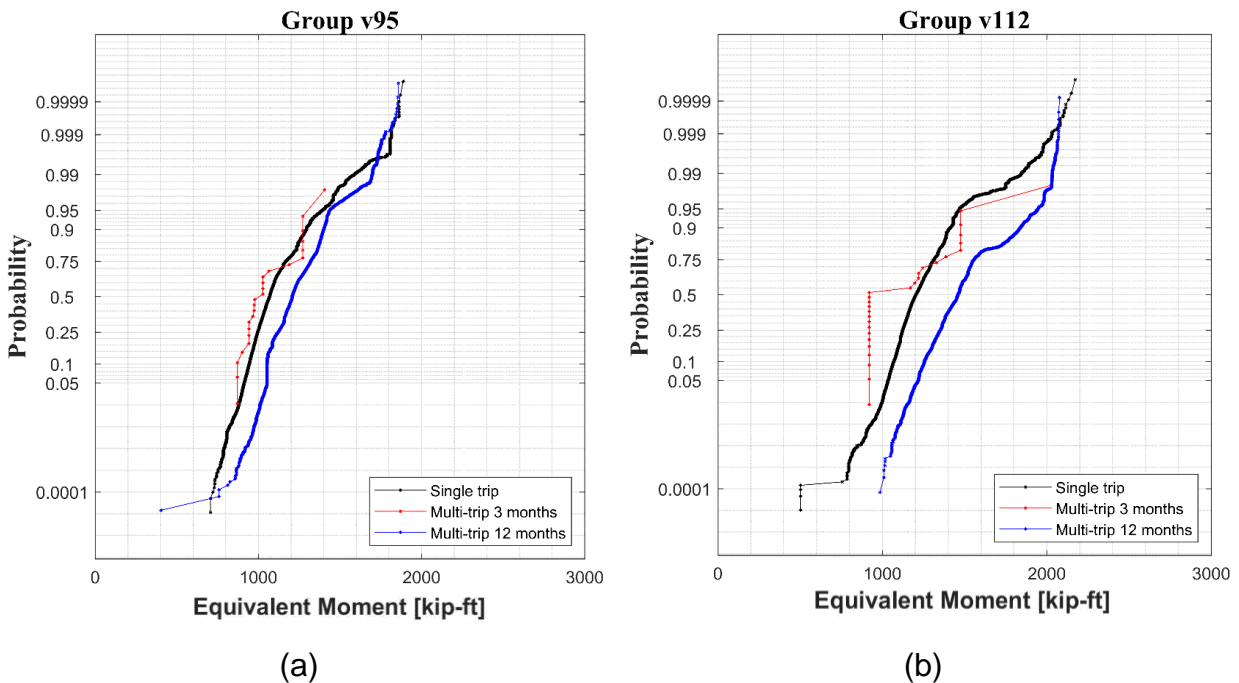 Group v95
Probability
0.9999
0.999
0.99
0.95
0.9
0.75
0.5
0.25
0.1
0.05
0.0001
Single trip
Multi-trip 3 months
Multi-trip 12 months
0 1000 2000 3000
Equivalent Moment [kip-ft]
(a)
Group v112
Probability
0.9999
0.999
0.99
0.95
0.9
0.75
0.5
0.25
0.1
0.05
0.0001
Single trip
Multi-trip 3 months
Multi-trip 12 months
0 1000 2000 3000
Equivalent Moment [kip-ft]
(b)